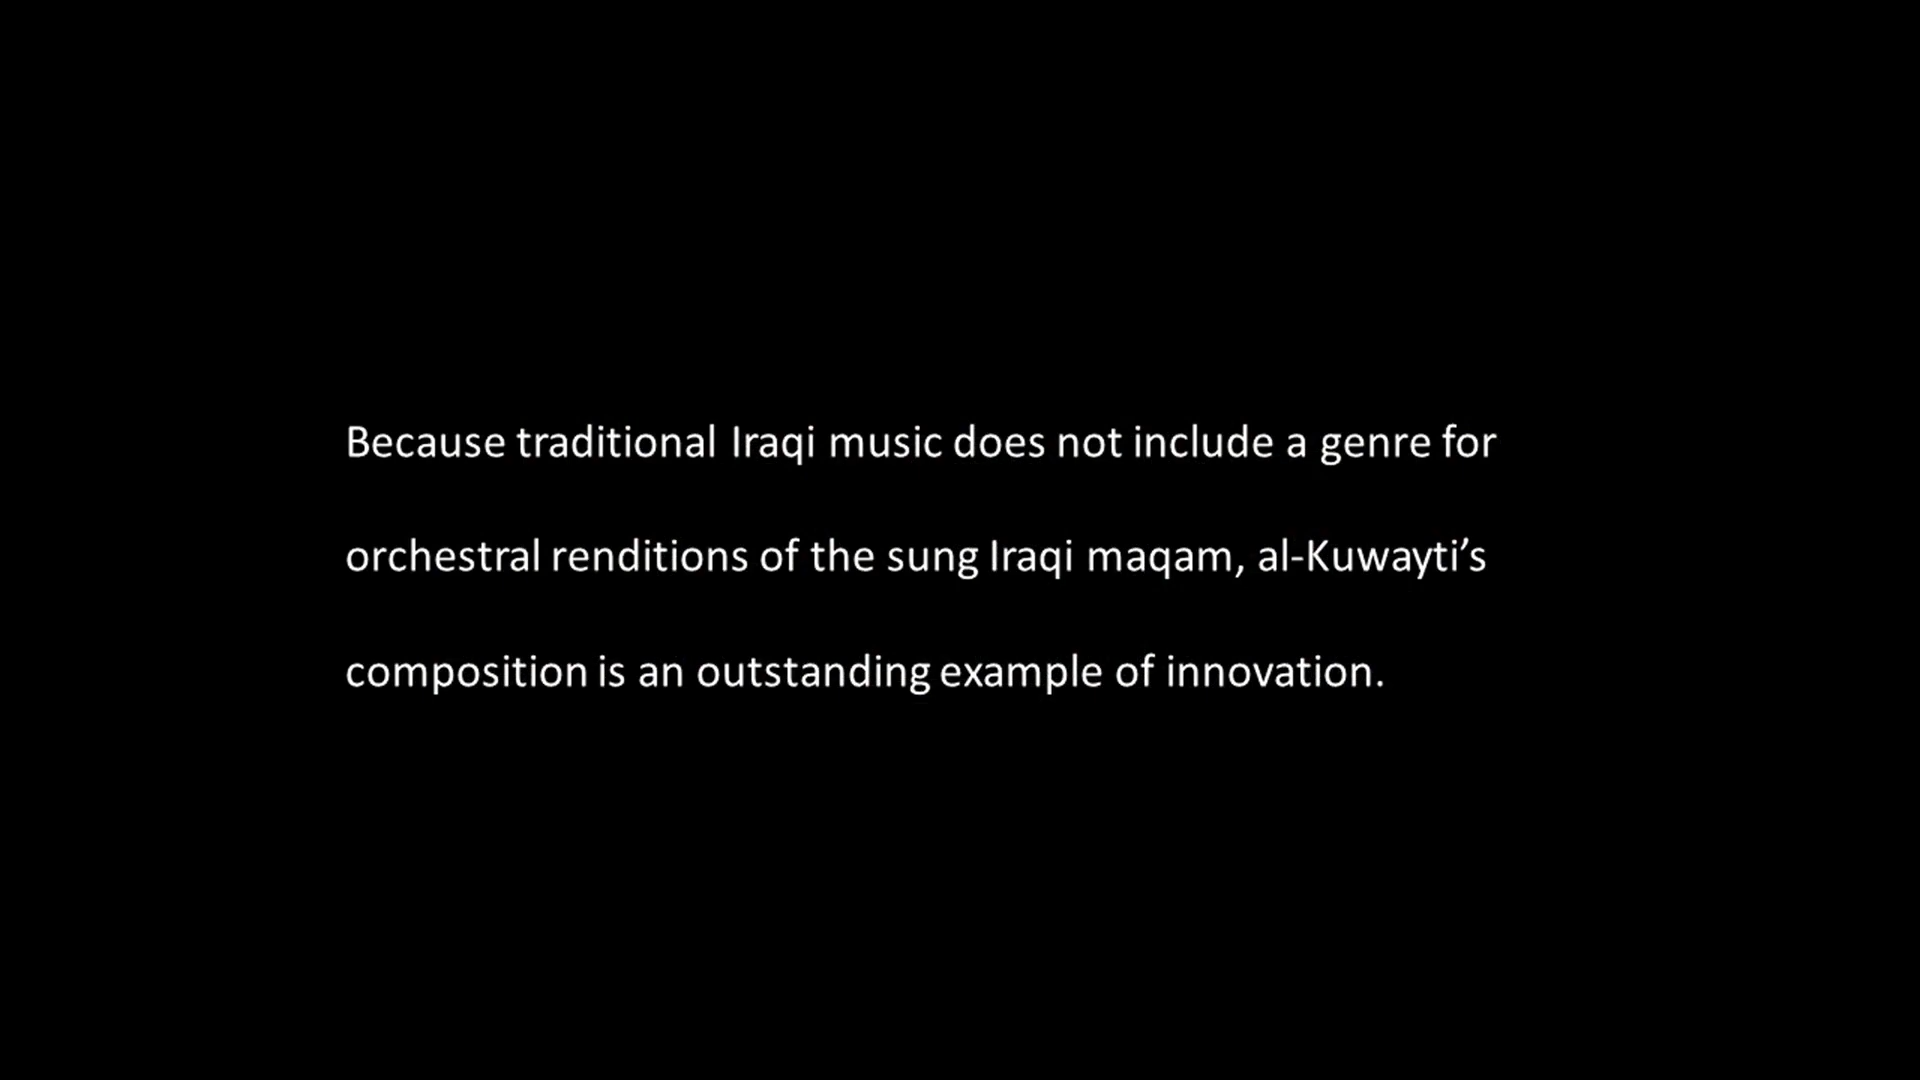 Because traditional Iraqi music does not include a genre for
orchestral renditions of the sung Iraqi maqam, al-Kuwayti’s
composition is an outstanding example of innovation.